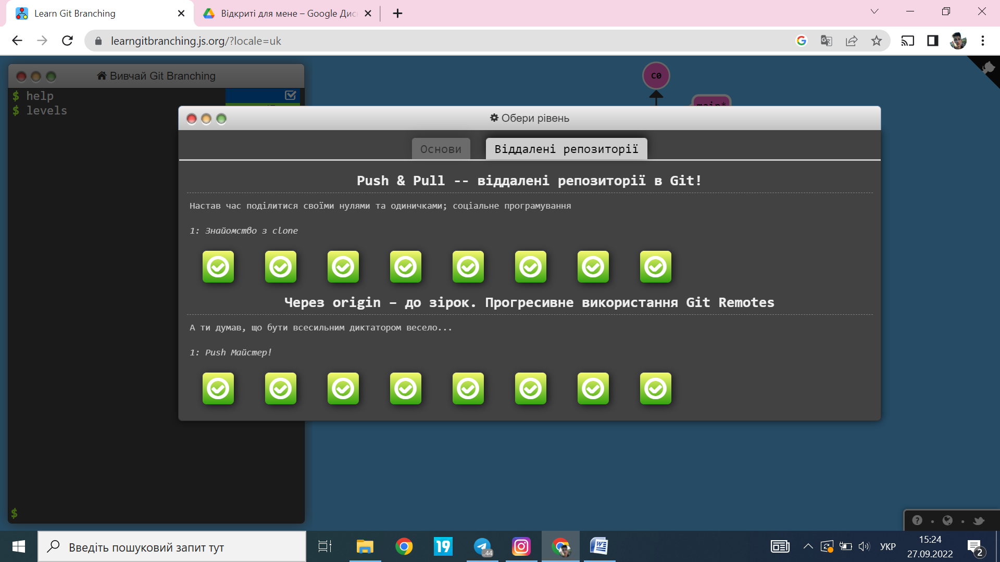 Learn Git Branching
Відкриті для мене – Google Дис
learngitbranching.js.org/?locale=uk
Вивчай Git Branching
$ help
$ levels
C0
main*
Обери рівень
Основи
Віддалені репозиторії
Push & Pull -- віддалені репозиторії в Git!
Настав час поділитися своїми нулями та одиничками; соціальне програмування
1: Знайомство з clone
Через origin – до зірок. Прогресивне використання Git Remotes
А ти думав, що бути всесильним диктатором весело...
1: Push Майстер!
$
Введіть пошуковий запит тут
19
..44
УКР
15:24
27.09.2022
2